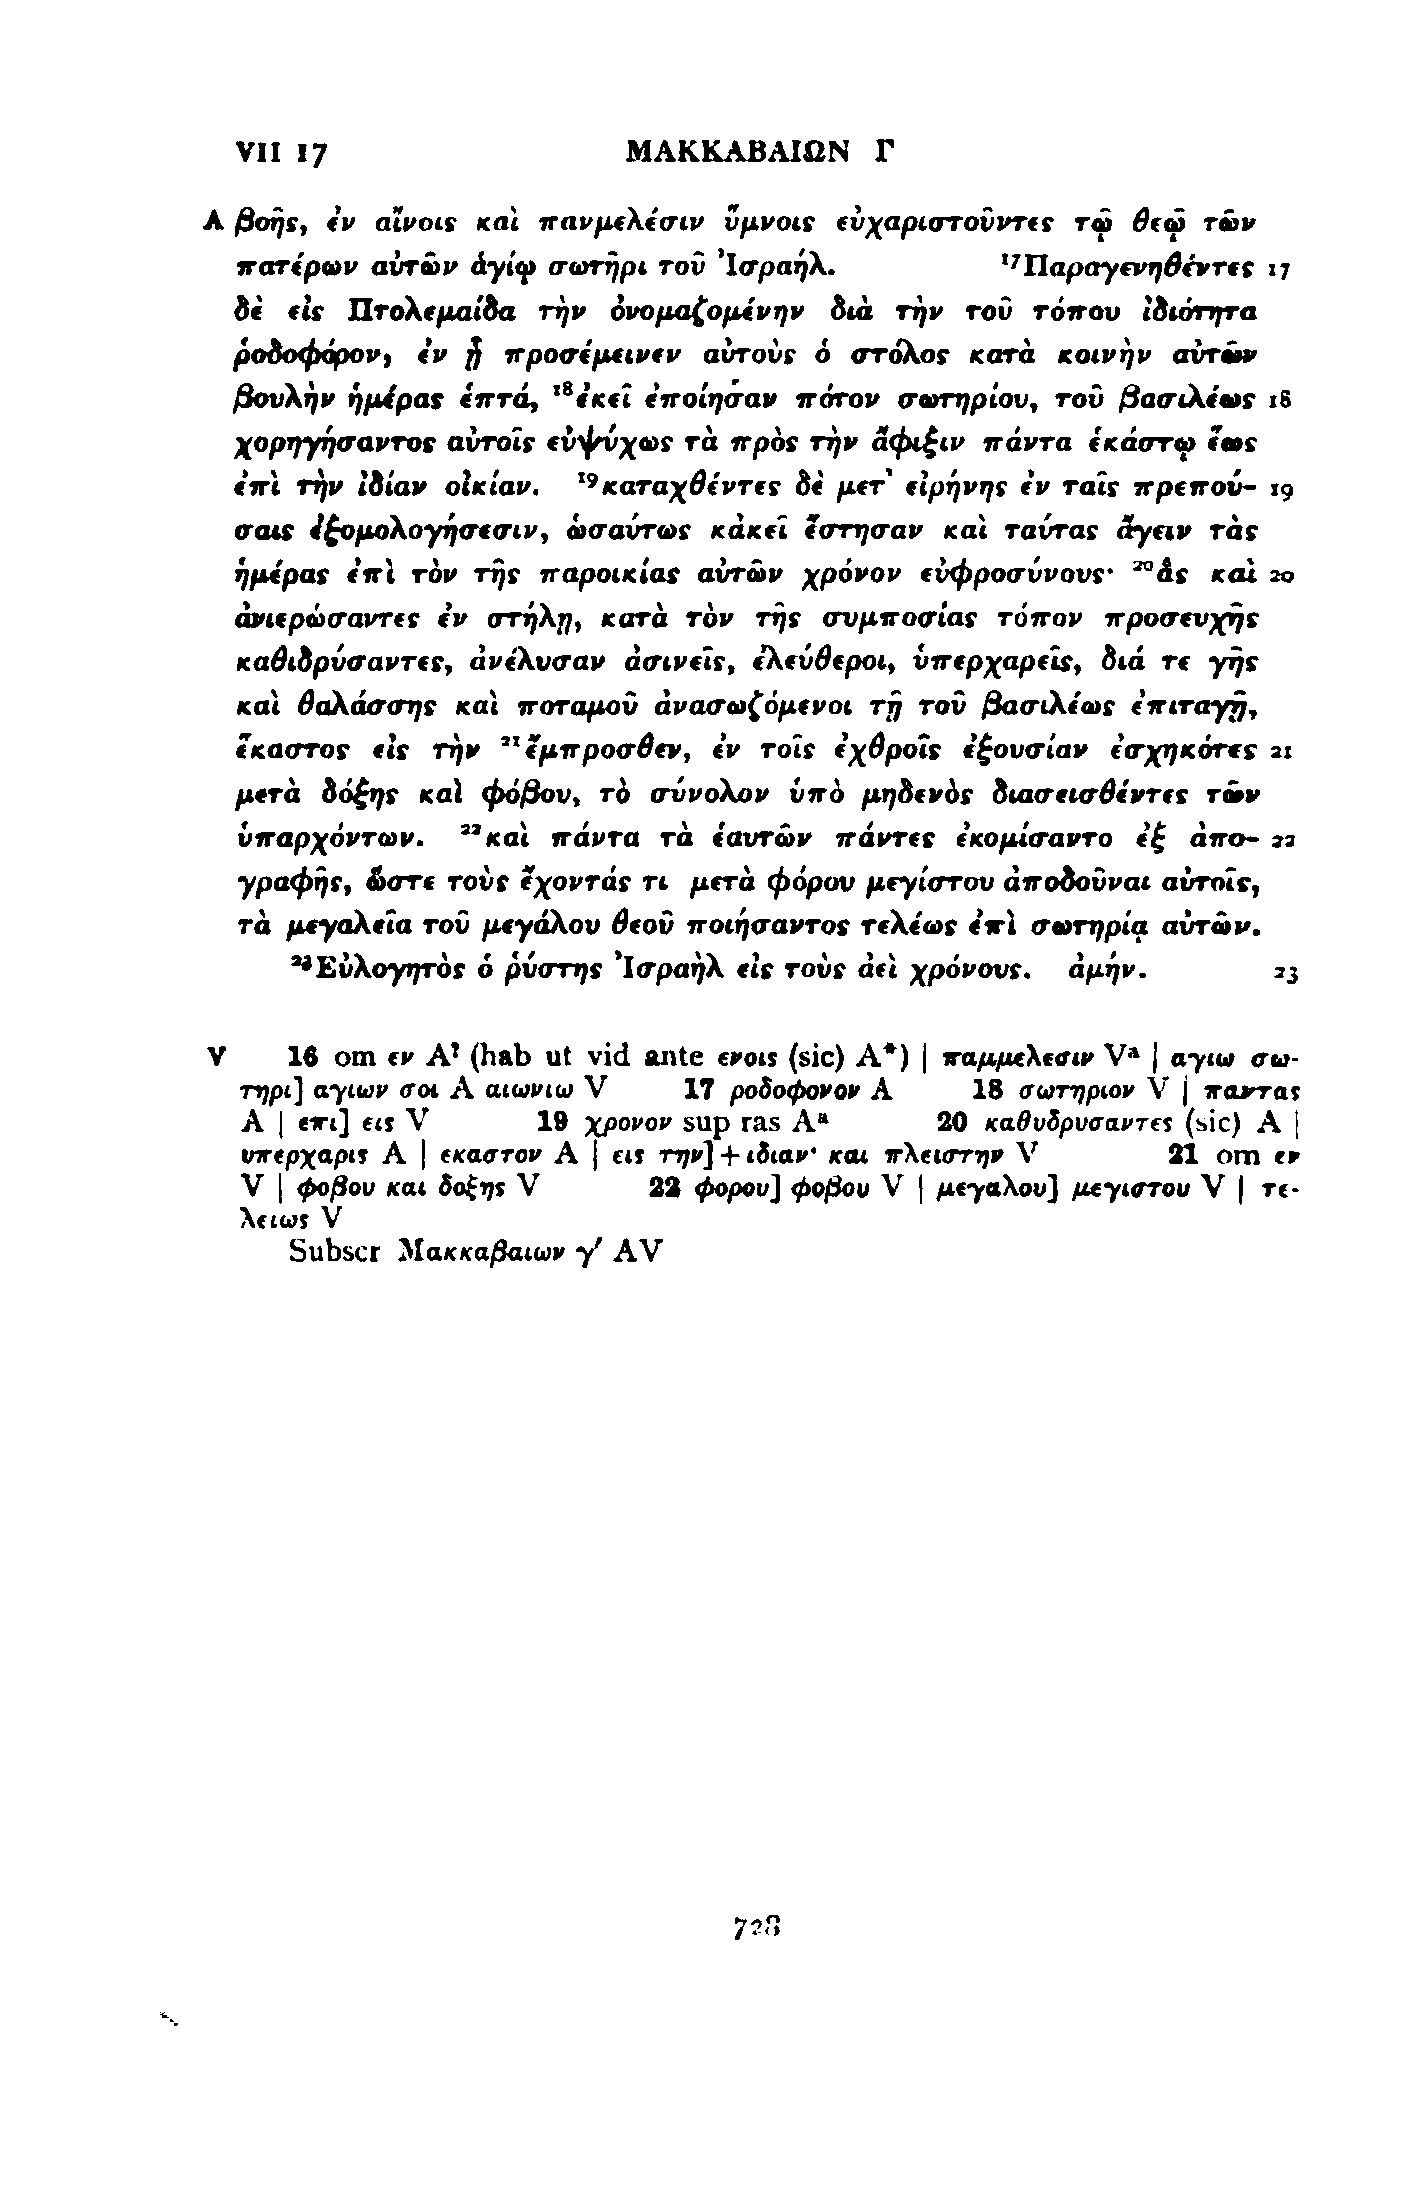 VII 17 ΜΑΚΚΑΒΑΙΩΝ Γ
A βοῆς, ἐν αἴνοις καὶ πανμελέσιν ὕμνοις εὐχαριστοῦντες τῷ θεῷ τῶν
πατέρων αὐτῶν ἁγίῳ σωτῆρι τοῦ Ἰσραήλ. ¹⁷Παραγενηθέντες 17
δὲ εἰς Πτολεμαίδα τὴν ὀνομαζομένην διὰ τὴν τοῦ τόπου ἰδιότητα
ῥοδοφόρον, ἐν ᾗ προσέμεινεν αὐτοὺς ὁ στόλος κατὰ κοινὴν αὐτῶν
βουλὴν ἡμέρας ἑπτά, ¹⁸ἐκεῖ ἐποίησαν πότον σωτηρίου, τοῦ βασιλέως 18
χορηγήσαντος αὐτοῖς εὐψύχως τὰ πρὸς τὴν ἄφιξιν πάντα ἑκάστῳ ἕως
ἐπὶ τὴν ἰδίαν οἰκίαν. ¹⁹καταχθέντες δὲ μετ᾽ εἰρήνης ἐν ταῖς πρεπού- 19
σαις ἐξομολογήσεσιν, ὡσαύτως κἀκεῖ ἔστησαν καὶ ταύτας ἄγειν τὰς
ἡμέρας ἐπὶ τὸν τῆς παροικίας αὐτῶν χρόνον εὐφροσύνους· ²⁰ἃς καὶ 20
ἀνιερώσαντες ἐν στήλῃ, κατὰ τὸν τῆς συμποσίας τόπον προσευχῆς
καθιδρύσαντες, ἀνέλυσαν ἀσινεῖς, ἐλεύθεροι, ὑπερχαρεῖς, διά τε γῆς
καὶ θαλάσσης καὶ ποταμοῦ ἀνασωζόμενοι τῇ τοῦ βασιλέως ἐπιταγῇ,
ἕκαστος εἰς τὴν ²¹ἔμπροσθεν, ἐν τοῖς ἐχθροῖς ἐξουσίαν ἐσχηκότες 21
μετὰ δόξης καὶ φόβου, τὸ σύνολον ὑπὸ μηδενὸς διασεισθέντες τῶν
ὑπαρχόντων. ²²καὶ πάντα τὰ ἑαυτῶν πάντες ἐκομίσαντο ἐξ ἀπο- 22
γραφῆς, ὥστε τοὺς ἔχοντάς τι μετὰ φόρου μεγίστου ἀποδοῦναι αὐτοῖς,
τὰ μεγαλεῖα τοῦ μεγάλου θεοῦ ποιήσαντος τελέως ἐπὶ σωτηρίᾳ αὐτῶν.
²³Εὐλογητὸς ὁ ῥύστης Ἰσραὴλ εἰς τοὺς ἀεὶ χρόνους. ἀμήν. 23
V 16 om εν A? (hab ut vid ante ενοις (sic) A*) | παμμελεσιν Vᵃ | αγιω σω-
τηρι] αγιων σοι A αιωνιω V 17 ροδοφονον A 18 σωτηριον V | παντας
A | επι] εις V 19 χρονον sup ras Aᵃ 20 καθυδρυσαντες (sic) A |
υπερχαρις A | εκαστον A | εις την]+ιδιαν· και πλειστην V 21 om εν
V | φοβου και δοξης V 22 φορου] φοβου V | μεγαλου] μεγιστου V | τε-
λειως V
Subscr Μακκαβαιων γ′ AV
728